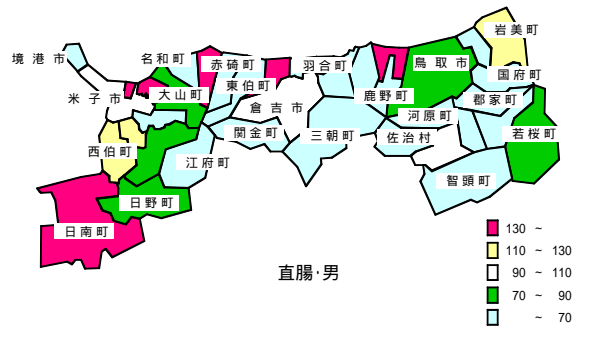 岩美町
境港市
名和町
赤碕町
羽合町
鳥取市
国府町
東伯町
米子市
大山町
鹿野町
郡家町
倉吉市
河原町
関金町
三朝町
佐治村
若桜町
西伯町
江府町
智頭町
日野町
日南町
130 ~
110 ~ 130
90 ~ 110
70 ~ 90
~ 70
直腸・男